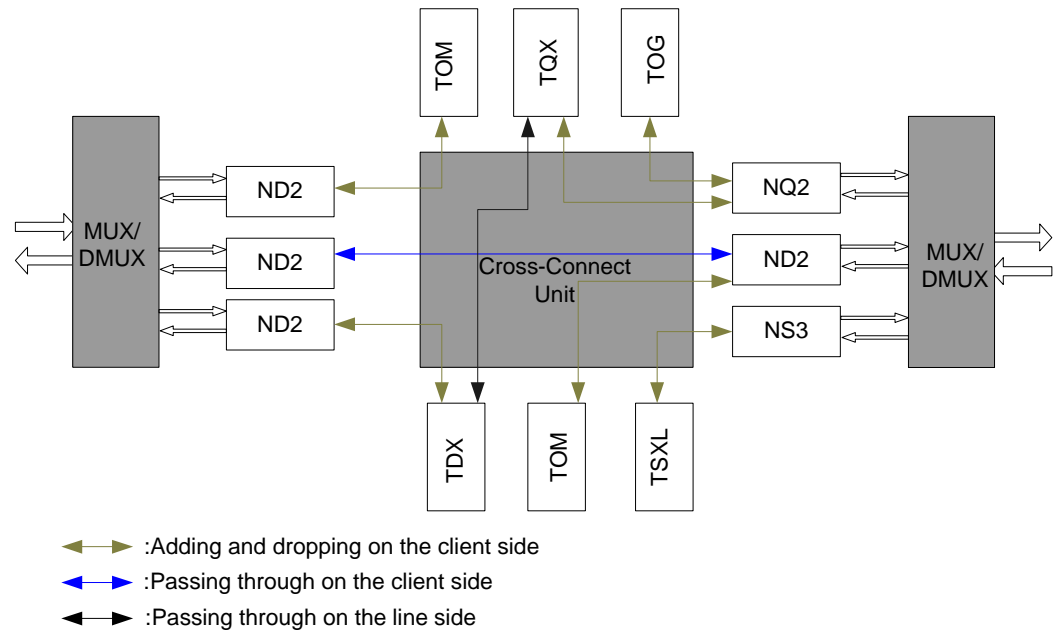 TOM
TQX
TOG
MUX/
DMUX
ND2
ND2
ND2
Cross-Connect
Unit
NQ2
ND2
NS3
MUX/
DMUX
TDX
TOM
TSXL
:Adding and dropping on the client side
:Passing through on the client side
:Passing through on the line side